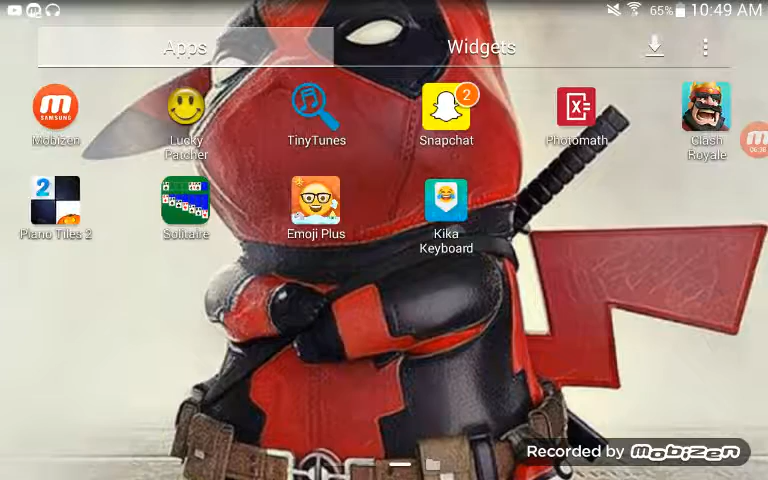 65% 10:49 AM
Apps
Widgets
Mobizen
Lucky Patcher
TinyTunes
Snapchat
2
Photomath
Clash Royale
SAMSUNG
2
Piano Tiles 2
Solitaire
Emoji Plus
Kika Keyboard
Recorded by MOBIZEN